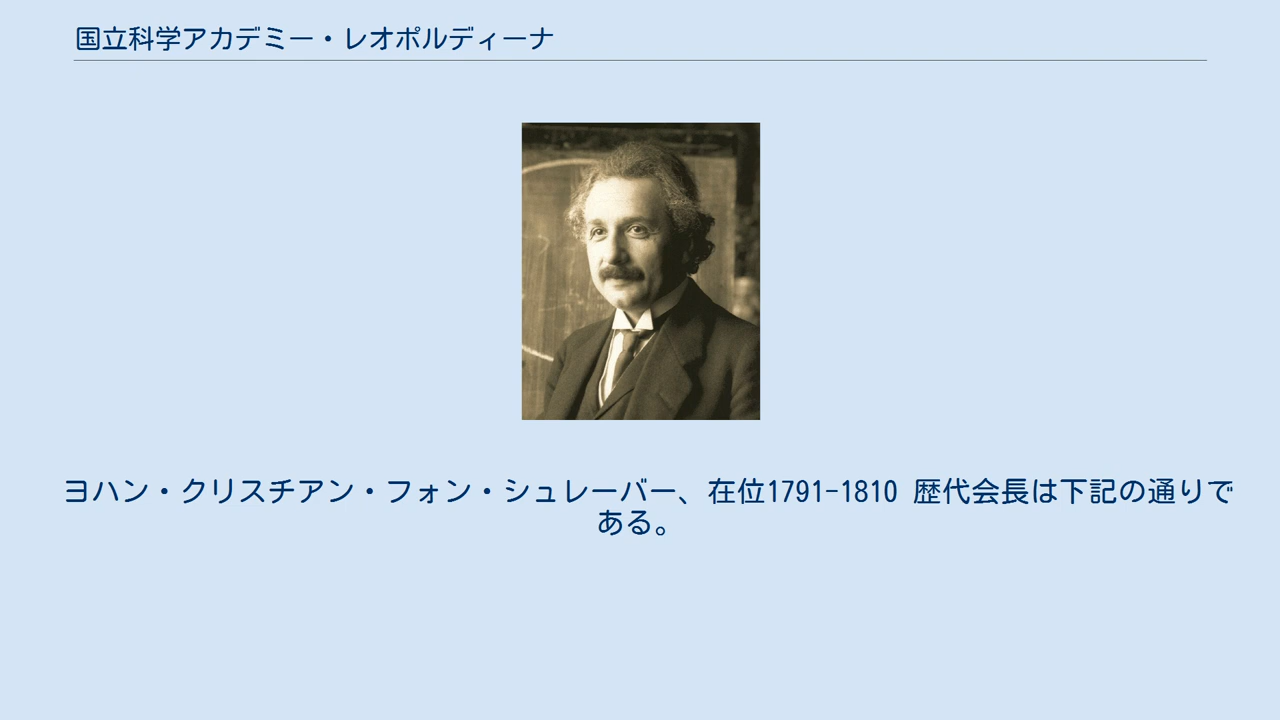 国立科学アカデミー・レオポルディーナ
ヨハン・クリスチアン・フォン・シュレーバー、在位1791-1810 歴代会長は下記の通りで
ある。